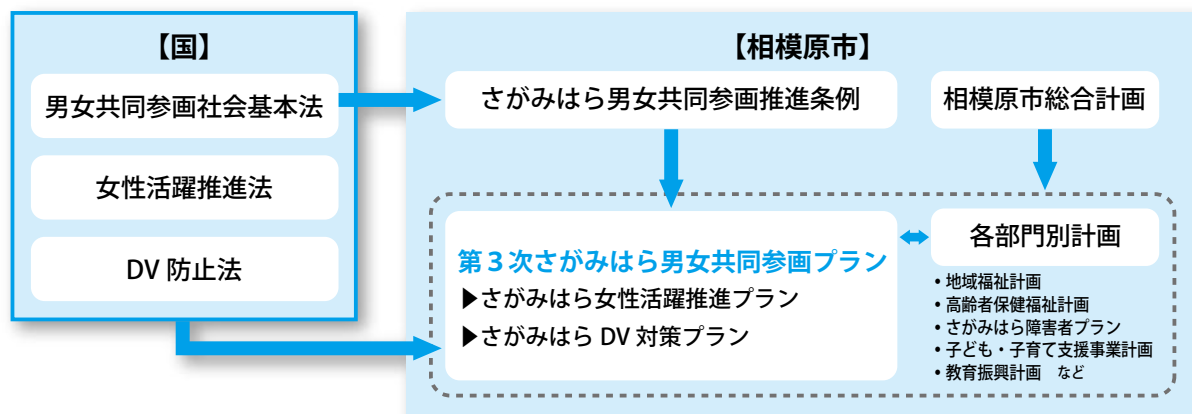 【国】
男女共同参画社会基本法
女性活躍推進法
DV 防止法
【相模原市】
さがみはら男女共同参画推進条例
相模原市総合計画
第３次さがみはら男女共同参画プラン
▶さがみはら女性活躍推進プラン
▶さがみはら DV 対策プラン
各部門別計画
• 地域福祉計画
• 高齢者保健福祉計画
• さがみはら障害者プラン
• 子ども・子育て支援事業計画
• 教育振興計画　など